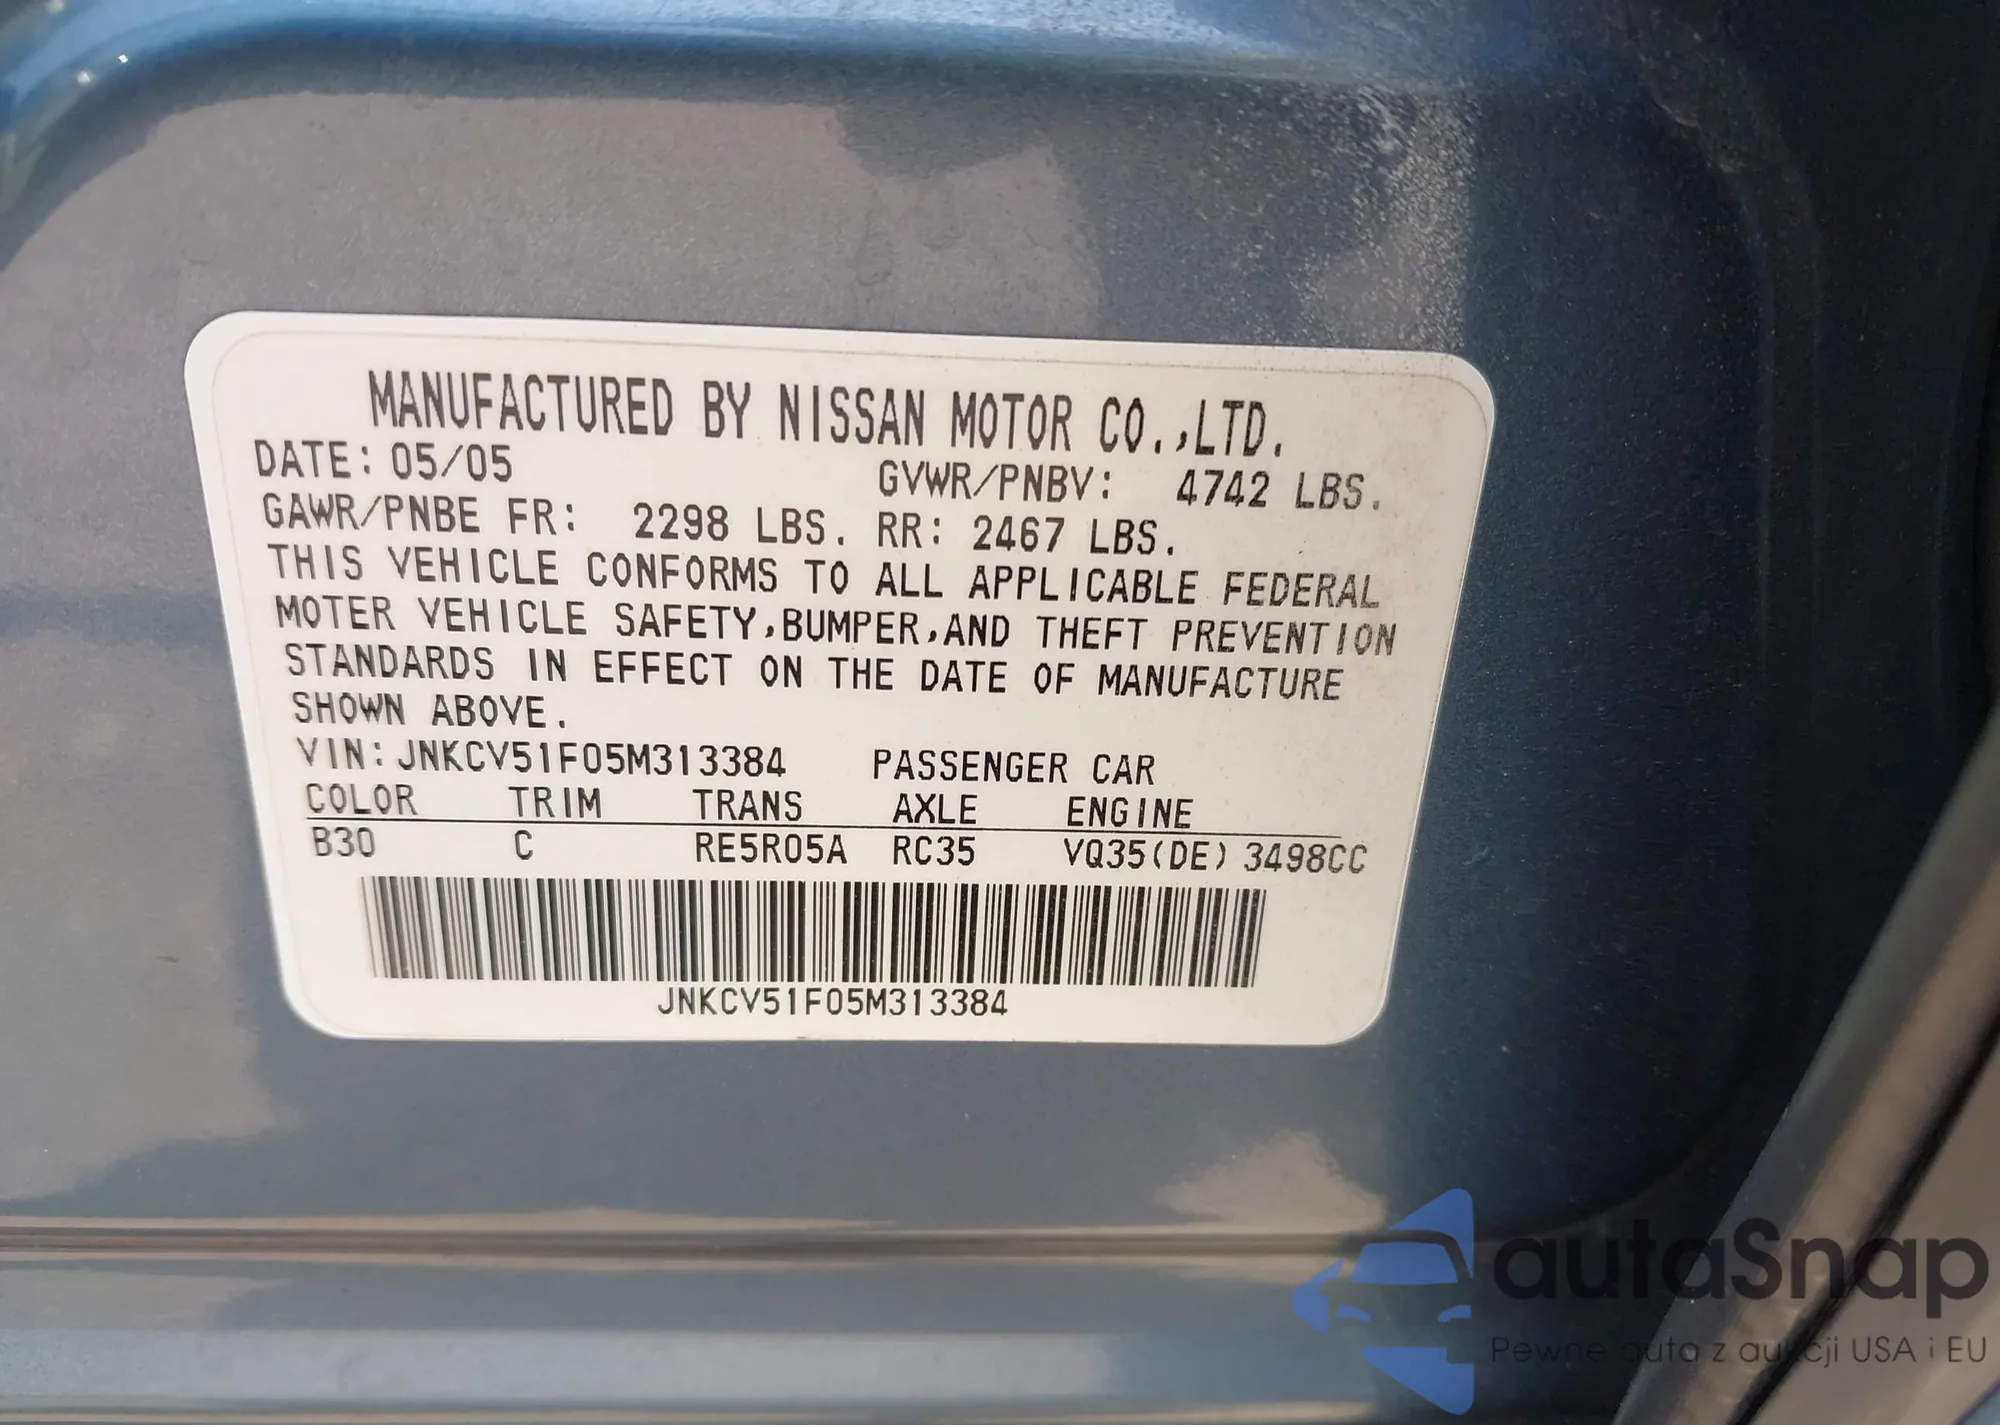 MANUFACTURED BY NISSAN MOTOR CO.,LTD.
DATE: 05/05 GVWR/PNBV: 4742 LBS.
GAWR/PNBE FR: 2298 LBS. RR: 2467 LBS.
THIS VEHICLE CONFORMS TO ALL APPLICABLE FEDERAL
MOTER VEHICLE SAFETY,BUMPER,AND THEFT PREVENTION
STANDARDS IN EFFECT ON THE DATE OF MANUFACTURE
SHOWN ABOVE.
VIN: JNKCV51F05M313384 PASSENGER CAR
COLOR TRIM TRANS AXLE ENGINE
B30 C RE5R05A RC35 VQ35(DE) 3498CC
JNKCV51F05M313384
autaSnap
Pewne auta z aukcji USA i EU